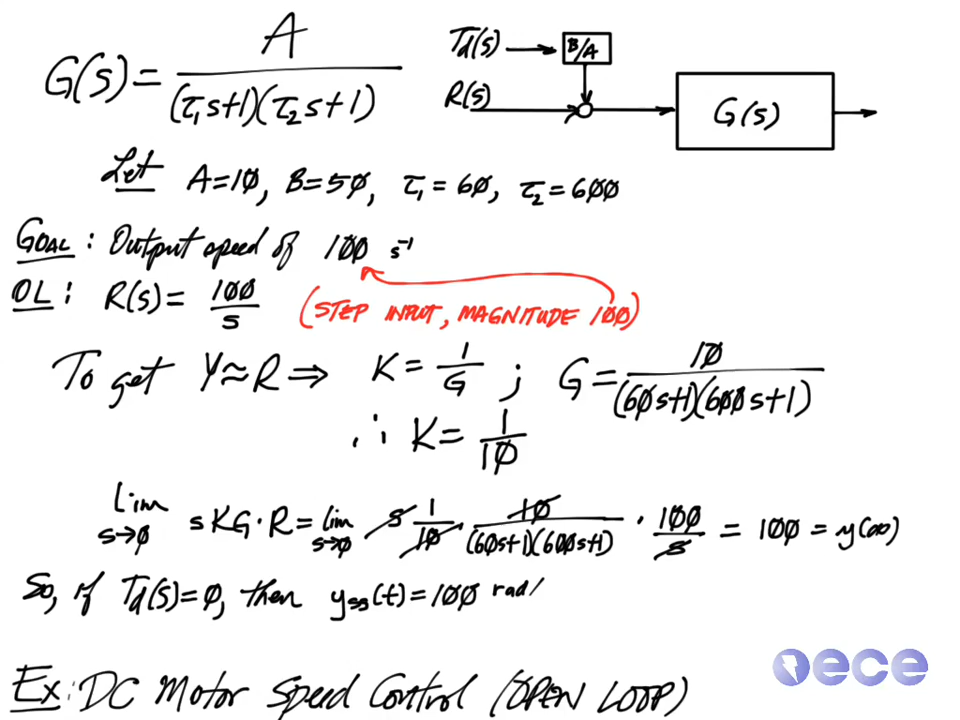 G(s) = A / (τ₁s+1)(τ₂s+1)
Td(s) → B/A
R(s)
G(s)
Let A=10, B=50, τ₁ = 60, τ₂ = 600
GOAL: Output speed of 100 s⁻¹
OL: R(s) = 100/s (STEP INPUT, MAGNITUDE 100)
To get Y≈R ⇒ K = 1/G ; G = 10 / (60s+1)(600s+1)
∴ K = 1/10
lim s→0 s K G · R = lim s→0 s 1/10 · 10 / (60s+1)(600s+1) · 100/s = 100 = y(∞)
So, if Td(s)=0, then yss(t)=100 rad/
Ex: DC Motor Speed Control (OPEN LOOP)
ece